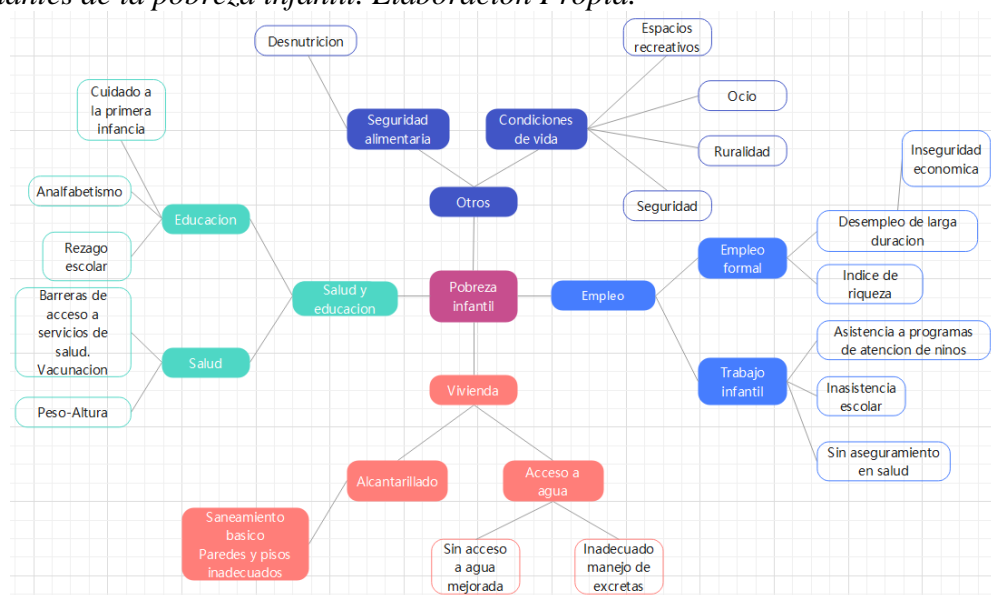 antes de la pobreza infantil. Elaboración Propia.
Desnutricion
Espacios
recreativos
Cuidado a
la primera
infancia
Ocio
Seguridad
alimentaria
Condiciones
de vida
Ruralidad
Inseguridad
economica
Analfabetismo
Otros
Seguridad
Educacion
Desempleo de larga
duracion
Rezago
escolar
Empleo
formal
Indice de
riqueza
Salud y
educacion
Pobreza
infantil
Empleo
Barreras de
acceso a
servicios de
salud.
Vacunacion
Asistencia a programas
de atencion de ninos
Salud
Trabajo
infantil
Vivienda
Inasistencia
escolar
Peso-Altura
Sin aseguramiento
en salud
Alcantarillado
Acceso a
agua
Saneamiento
basico
Paredes y pisos
inadecuados
Sin acceso
a agua
mejorada
Inadecuado
manejo de
excretas